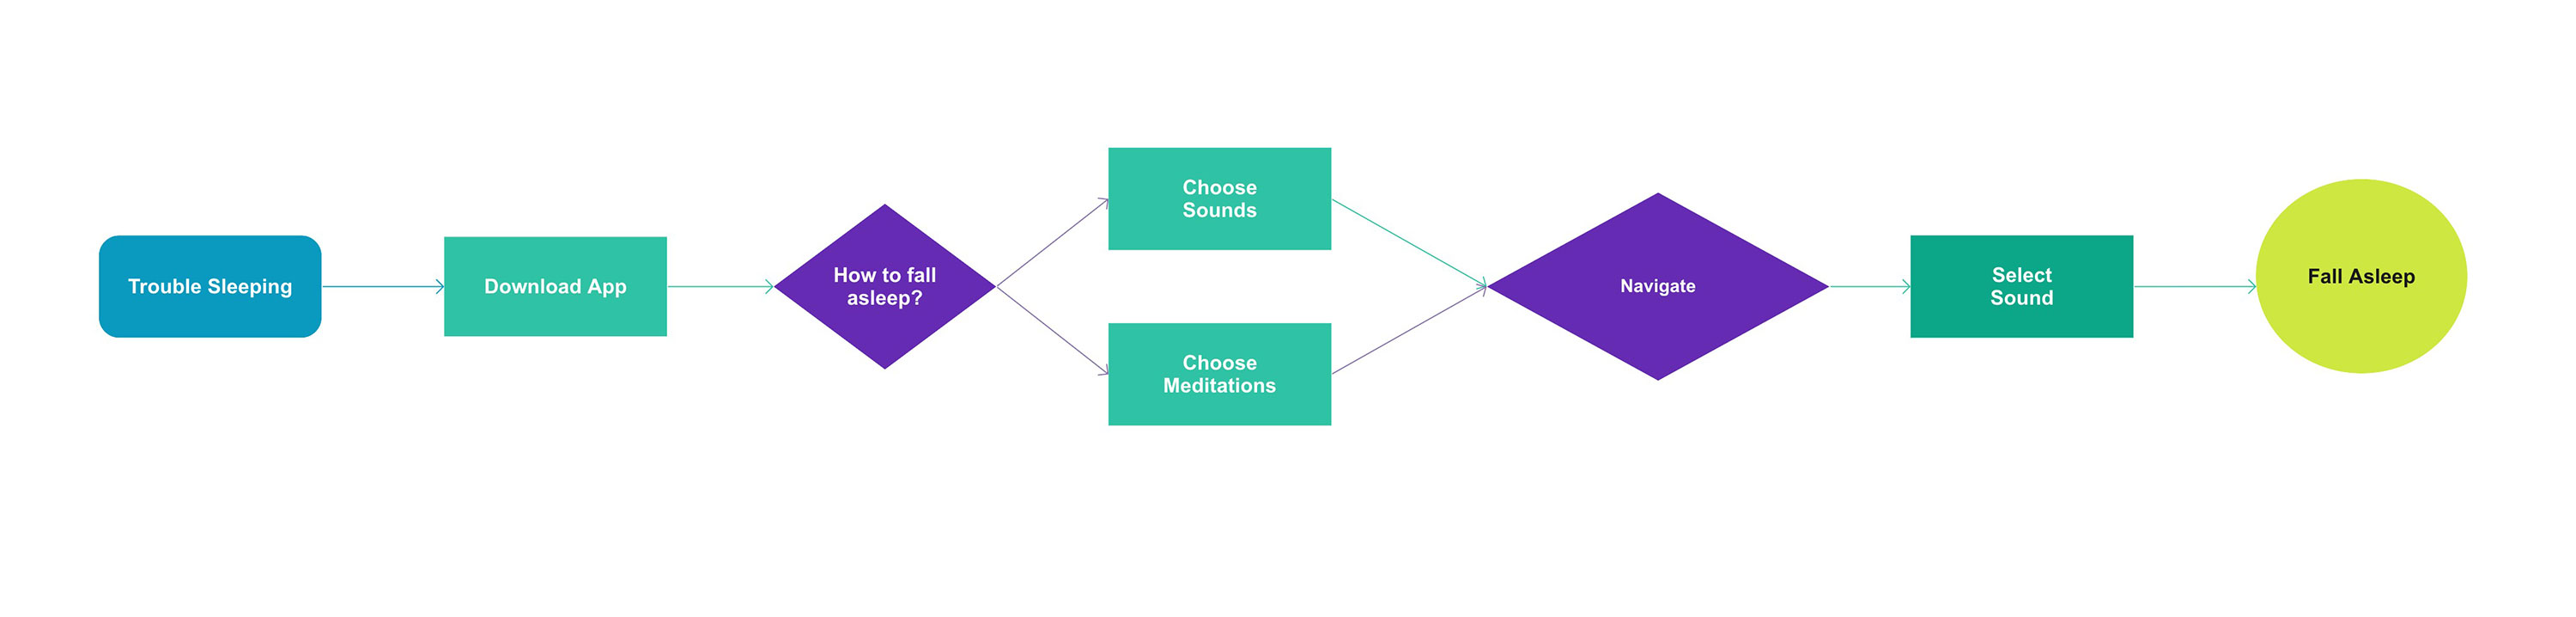 Trouble Sleeping
Download App
How to fall
asleep?
Choose
Sounds
Choose
Meditations
Navigate
Select
Sound
Fall Asleep